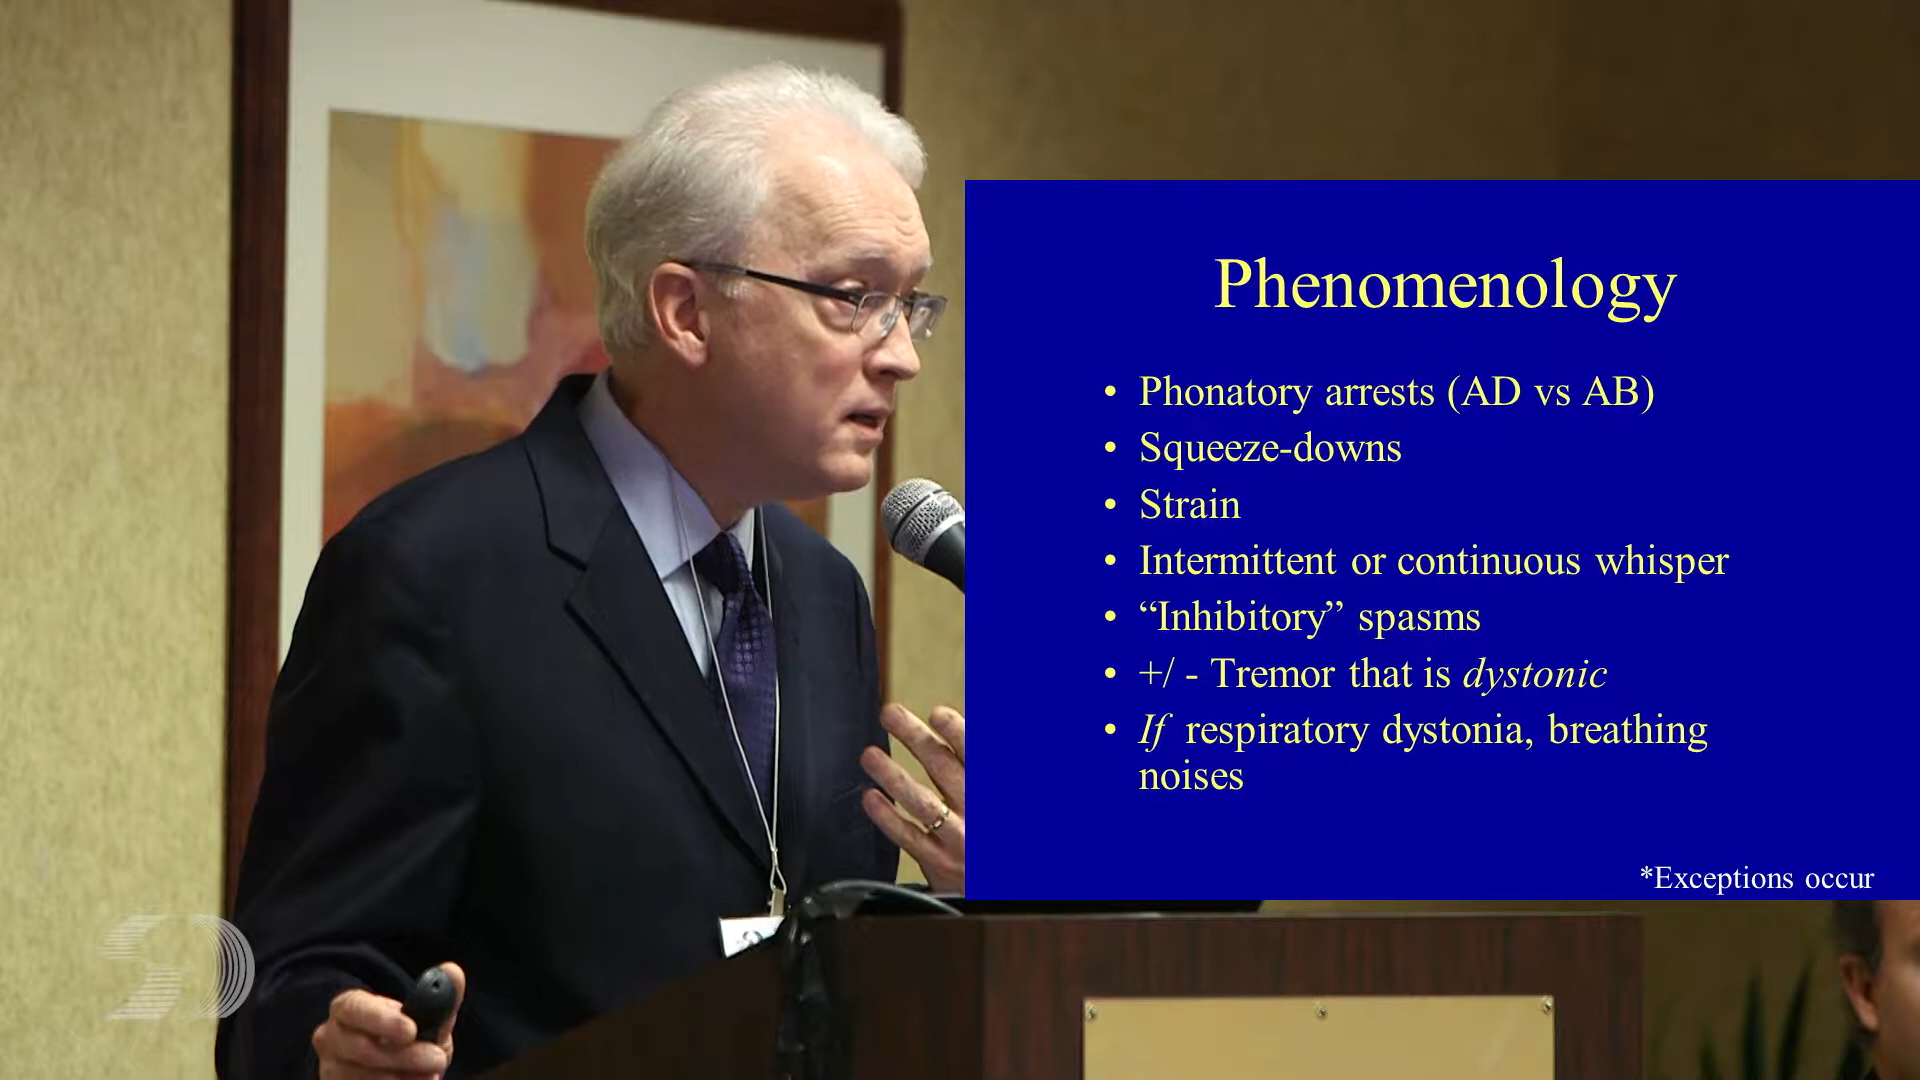 Phenomenology
• Phonatory arrests (AD vs AB)
• Squeeze-downs
• Strain
• Intermittent or continuous whisper
• “Inhibitory” spasms
• +/ - Tremor that is dystonic
• If respiratory dystonia, breathing
noises
*Exceptions occur